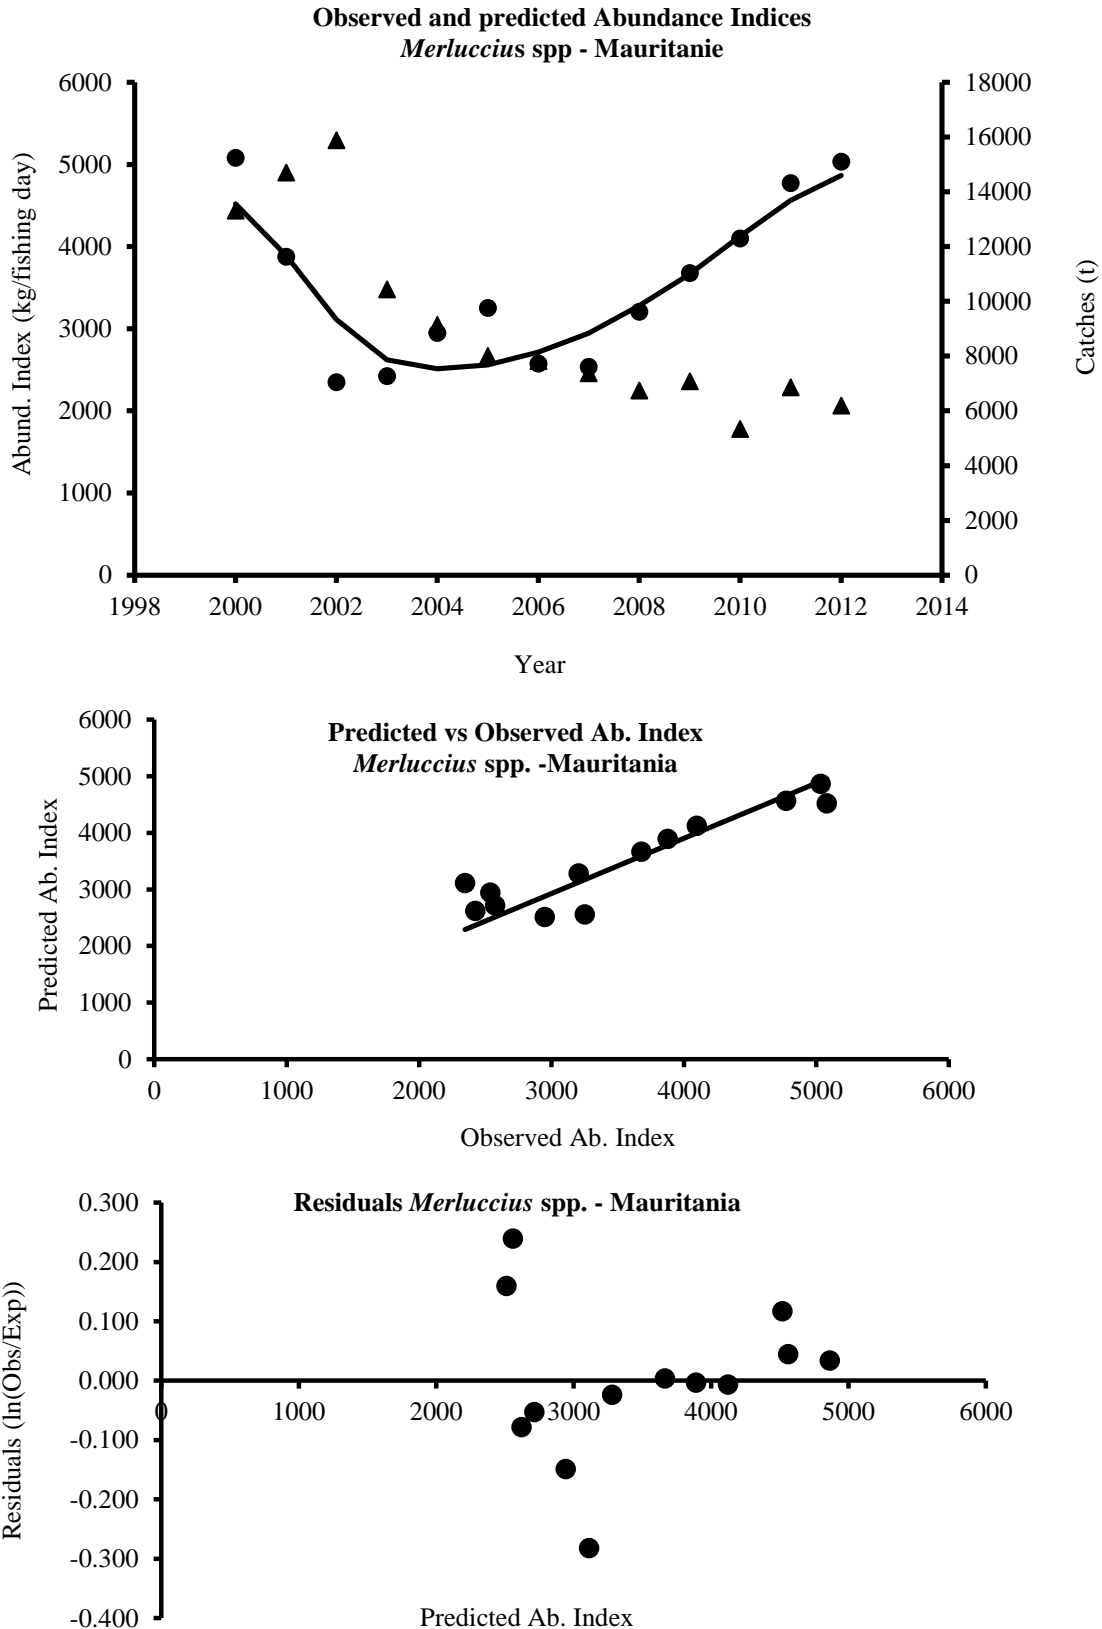 Observed and predicted Abundance Indices
Merluccius spp - Mauritanie
6000
5000
4000
3000
2000
1000
0
18000
16000
14000
12000
10000
8000
6000
4000
2000
0
1998 2000 2002 2004 2006 2008 2010 2012 2014
Abund. Index (kg/fishing day)
Catches (t)
Year
Predicted vs Observed Ab. Index
Merluccius spp. -Mauritania
6000
5000
4000
3000
2000
1000
0
0 1000 2000 3000 4000 5000 6000
Predicted Ab. Index
Observed Ab. Index
Residuals Merluccius spp. - Mauritania
0.300
0.200
0.100
0.000
-0.100
-0.200
-0.300
-0.400
0 1000 2000 3000 4000 5000 6000
Residuals (ln(Obs/Exp))
Predicted Ab. Index